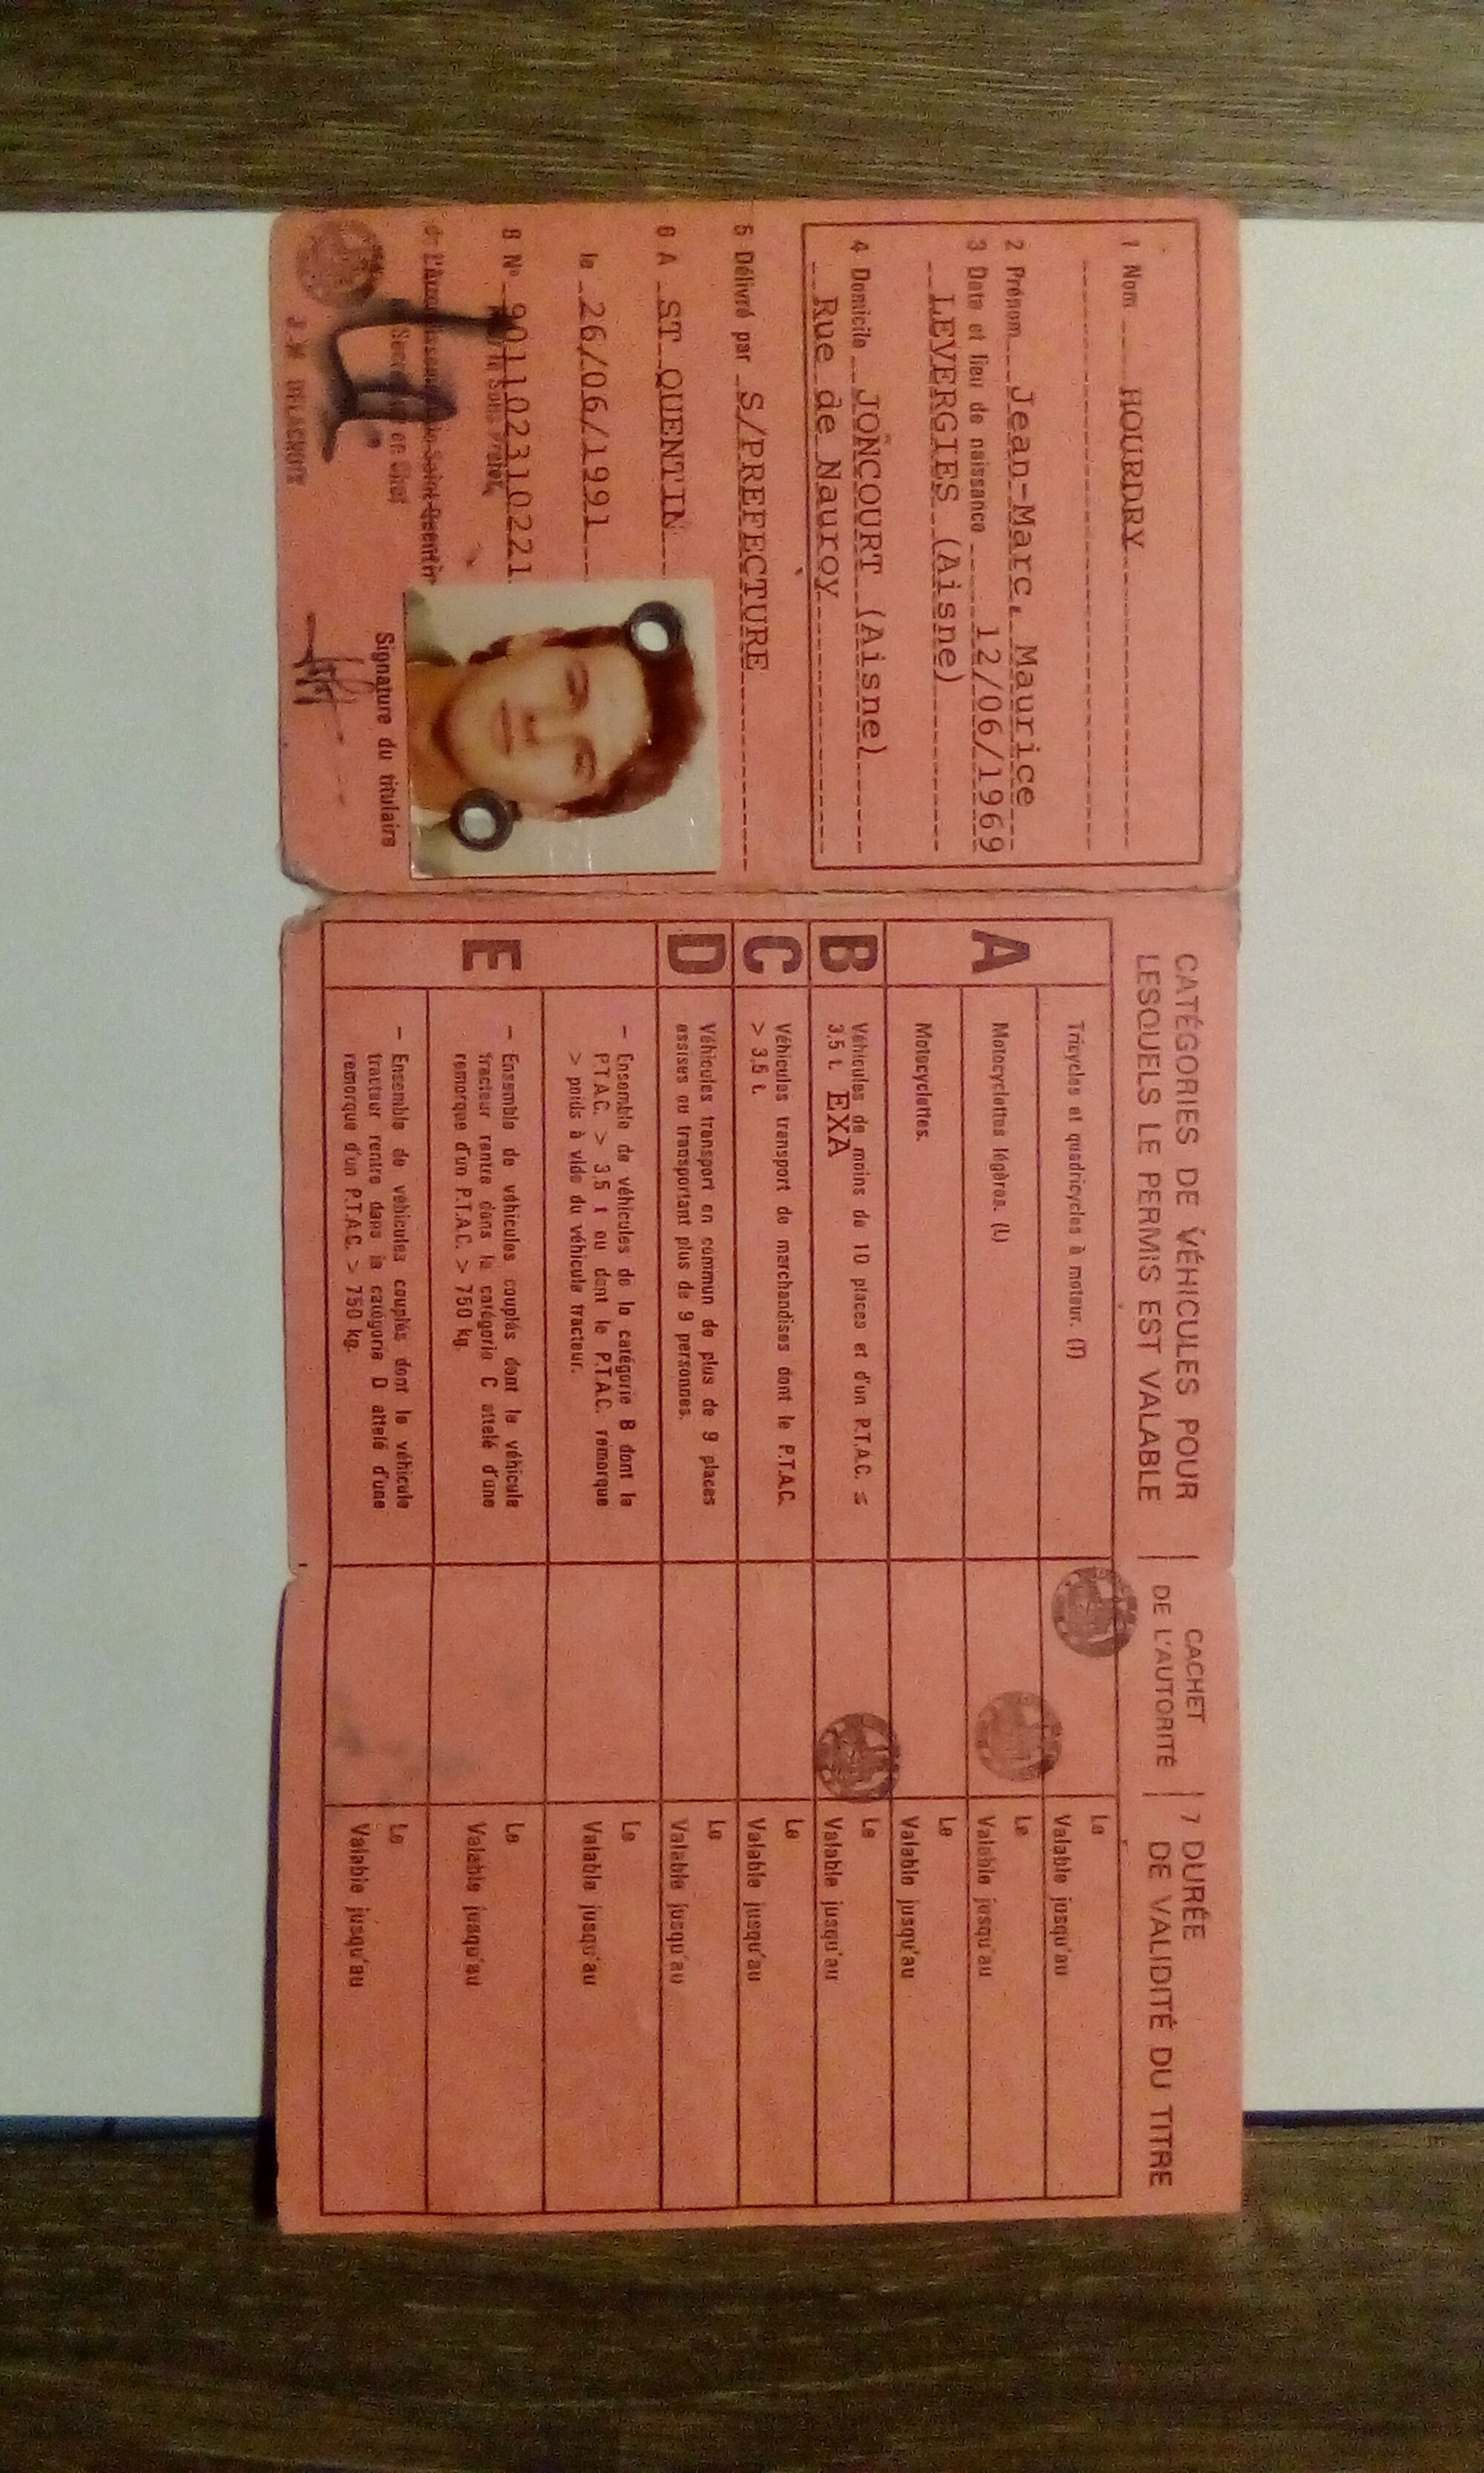 1 Nom HOURDRY
2 Prénom Jean-Marc, Maurice
3 Date et lieu de naissance 12/06/1969
LEVERGIES (Aisne)
4 Domicile JONCOURT (Aisne)
Rue de Nauroy
5 Délivré par S/PREFECTURE
6 A ST QUENTIN
le 26/06/1991
8 N° 901102310221
de Saint-Quentin
en Chef
J.M DELACROIX
Signature du titulaire
CATÉGORIES DE VÉHICULES POUR
LESQUELS LE PERMIS EST VALABLE
CACHET
DE L'AUTORITÉ
7 DURÉE
DE VALIDITÉ DU TITRE
A
Tricycles et quadricycles à moteur. (T)
Le
Valable jusqu'au
Motocyclettes légères. (L)
Le
Valable jusqu'au
Motocyclettes.
Le
Valable jusqu'au
B
Véhicules de moins de 10 places et d'un P.T.A.C. ≤
3,5 t. EXA
Le
Valable jusqu'au
C
Véhicules transport de marchandises dont le P.T.A.C.
> 3,5 t.
Le
Valable jusqu'au
D
Véhicules transport en commun de plus de 9 places
assises ou transportant plus de 9 personnes.
Le
Valable jusqu'au
E
– Ensemble de véhicules de la catégorie B dont la
P.T.A.C. > 3,5 t ou dont le P.T.A.C. remorque
> poids à vide du véhicule tracteur.
Le
Valable jusqu'au
– Ensemble de véhicules couplés dont le véhicule
tracteur rentre dans la catégorie C attelé d'une
remorque d'un P.T.A.C. > 750 kg.
Le
Valable jusqu'au
– Ensemble de véhicules couplés dont le véhicule
tracteur rentre dans la catégorie D attelé d'une
remorque d'un P.T.A.C. > 750 kg.
Le
Valable jusqu'au